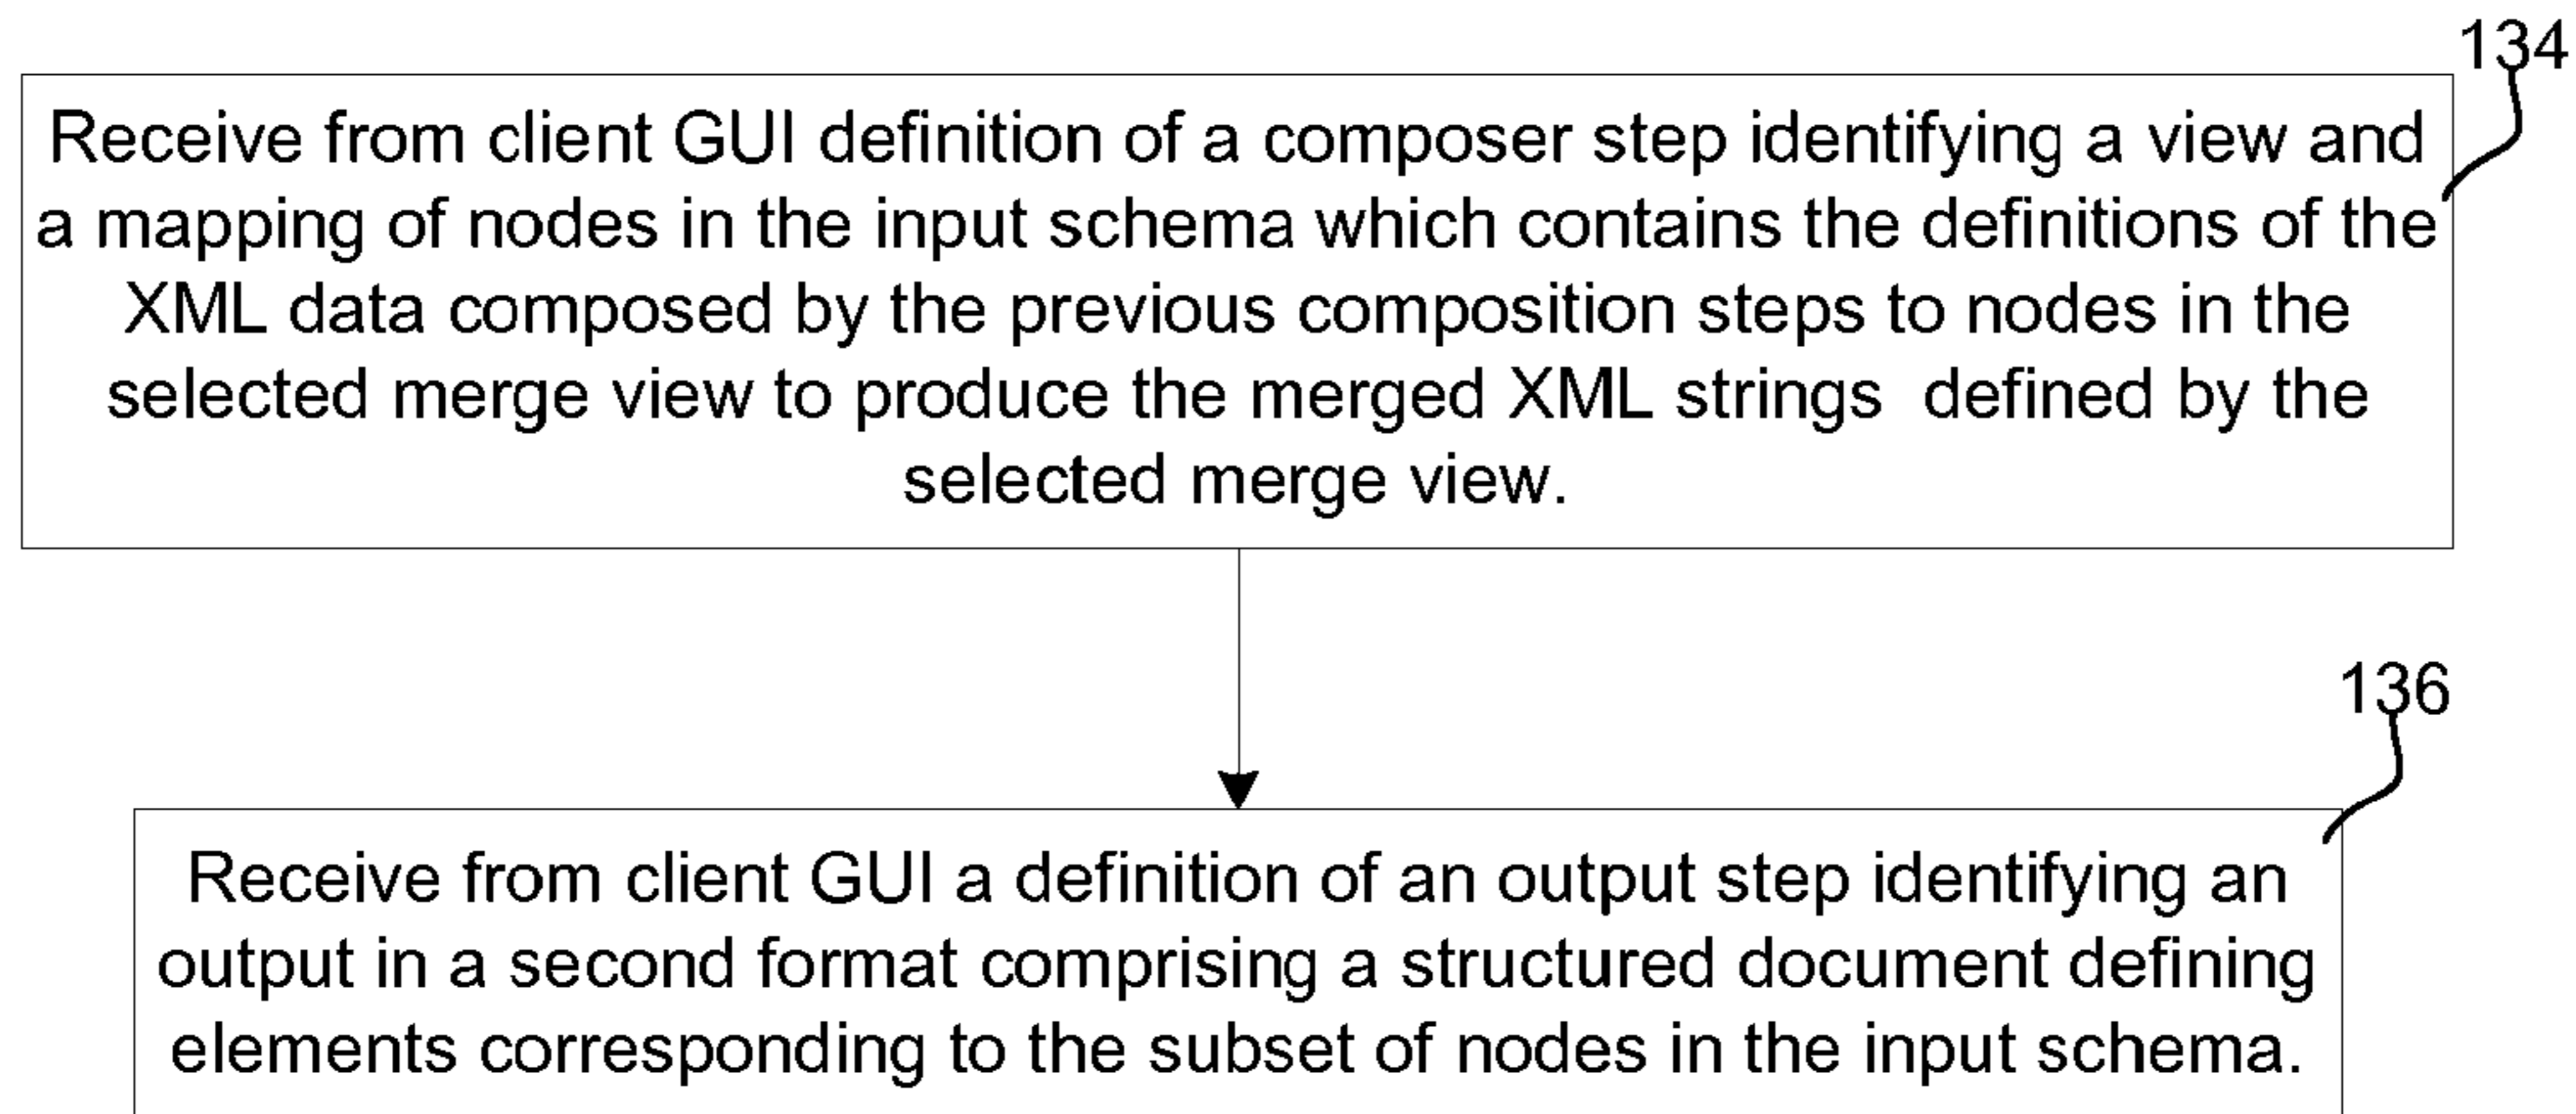 134
Receive from client GUI definition of a composer step identifying a view and
a mapping of nodes in the input schema which contains the definitions of the
XML data composed by the previous composition steps to nodes in the
selected merge view to produce the merged XML strings  defined by the
selected merge view.
136
Receive from client GUI a definition of an output step identifying an
output in a second format comprising a structured document defining
elements corresponding to the subset of nodes in the input schema.